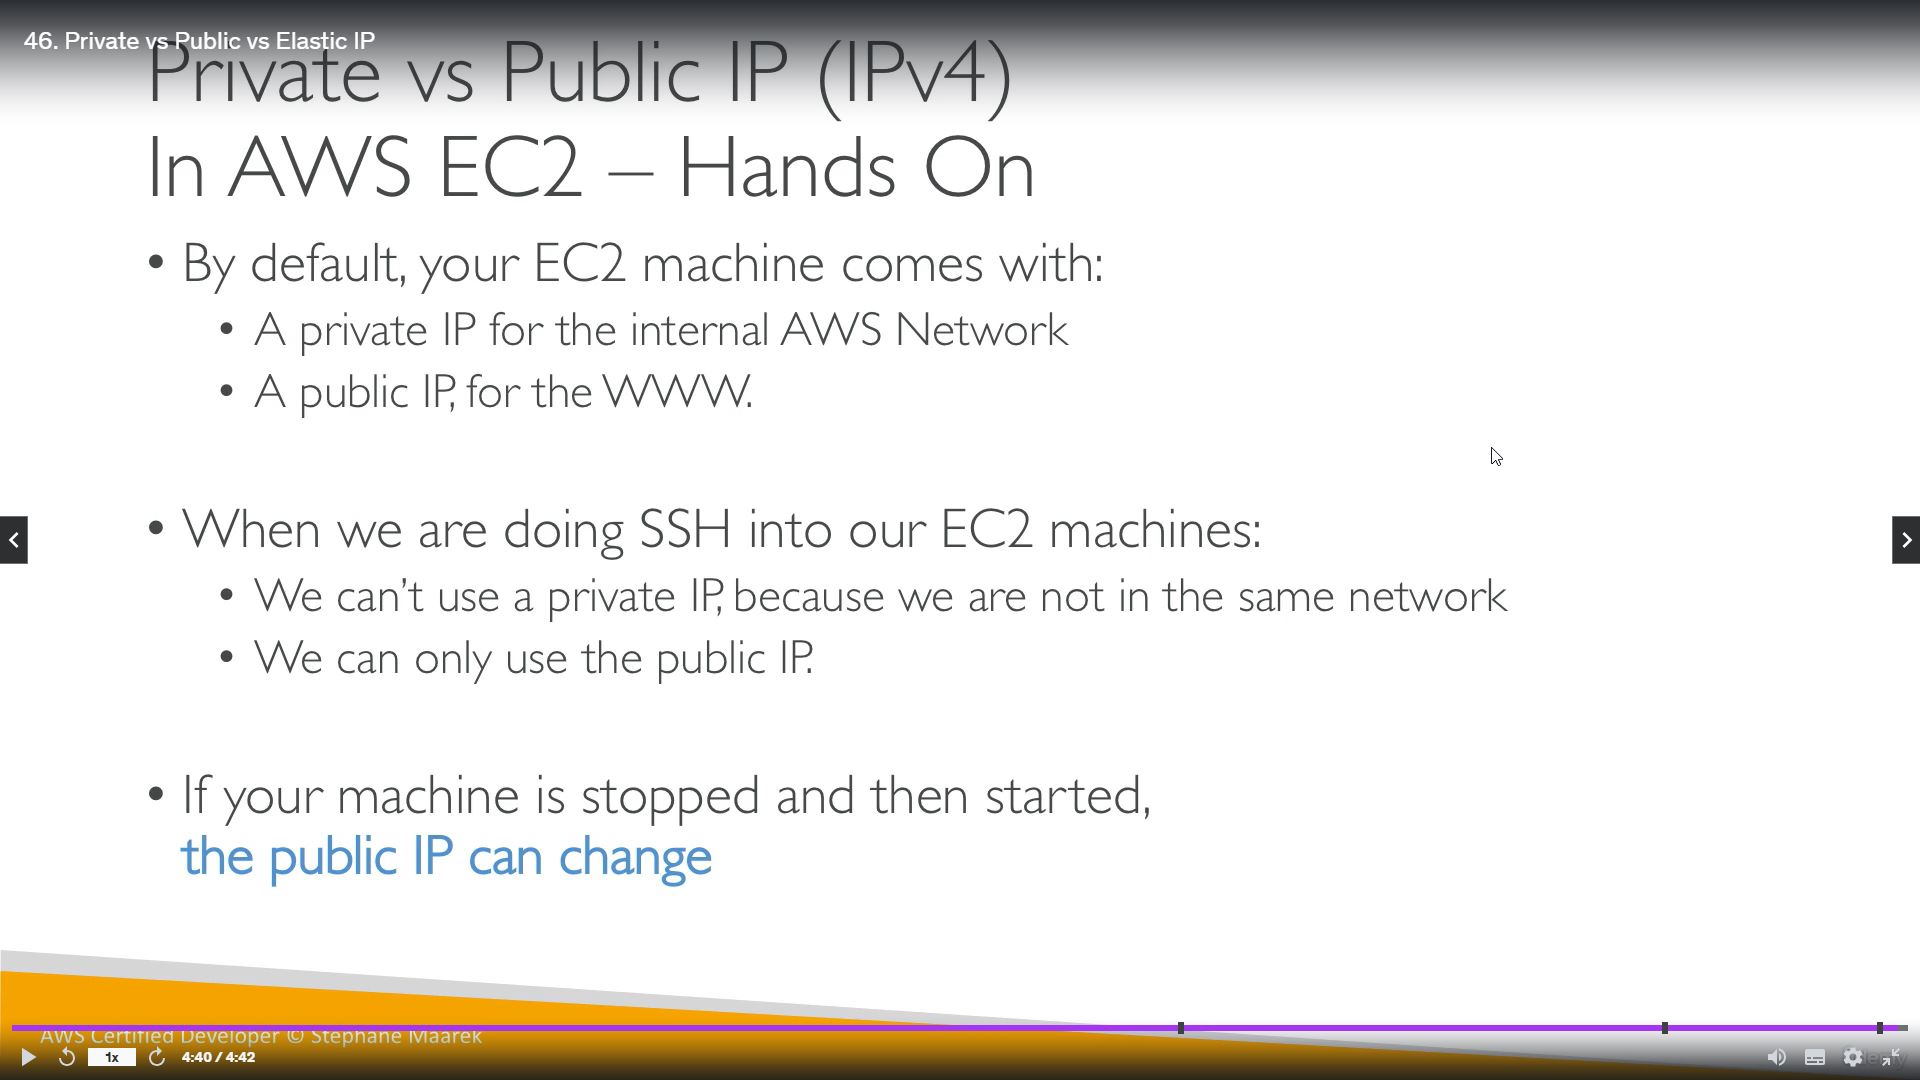 46. Private vs Public vs Elastic IP
Private vs Public IP (IPv4)
In AWS EC2 – Hands On
• By default, your EC2 machine comes with:
• A private IP for the internal AWS Network
• A public IP, for the WWW.
• When we are doing SSH into our EC2 machines:
• We can’t use a private IP, because we are not in the same network
• We can only use the public IP.
• If your machine is stopped and then started,
the public IP can change
AWS Certified Developer © Stephane Maarek
1x
4:40 / 4:42